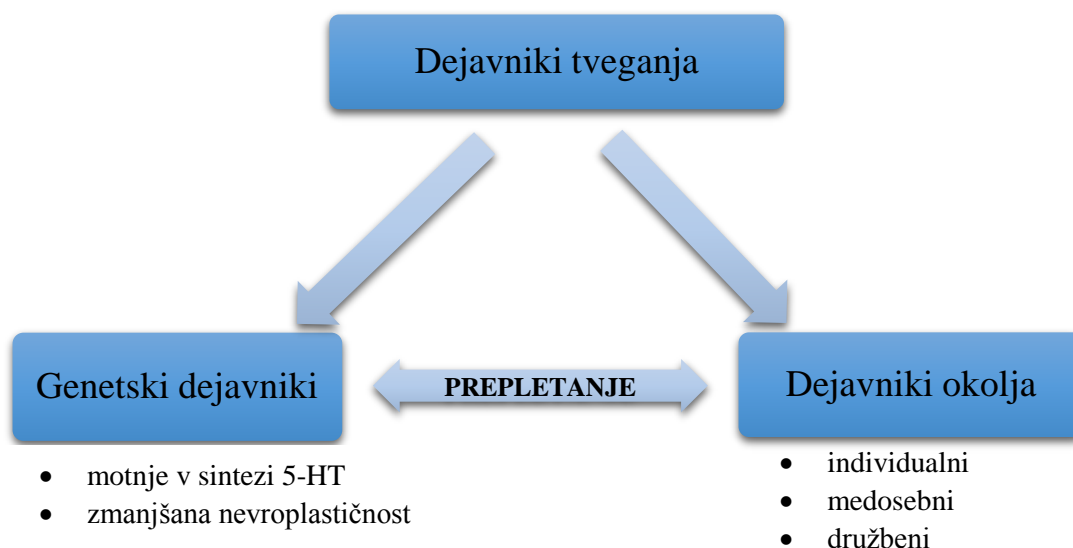 Dejavniki tveganja
Genetski dejavniki
PREPLETANJE
Dejavniki okolja
• motnje v sintezi 5-HT
• zmanjšana nevroplastičnost
• individualni
• medosebni
• družbeni